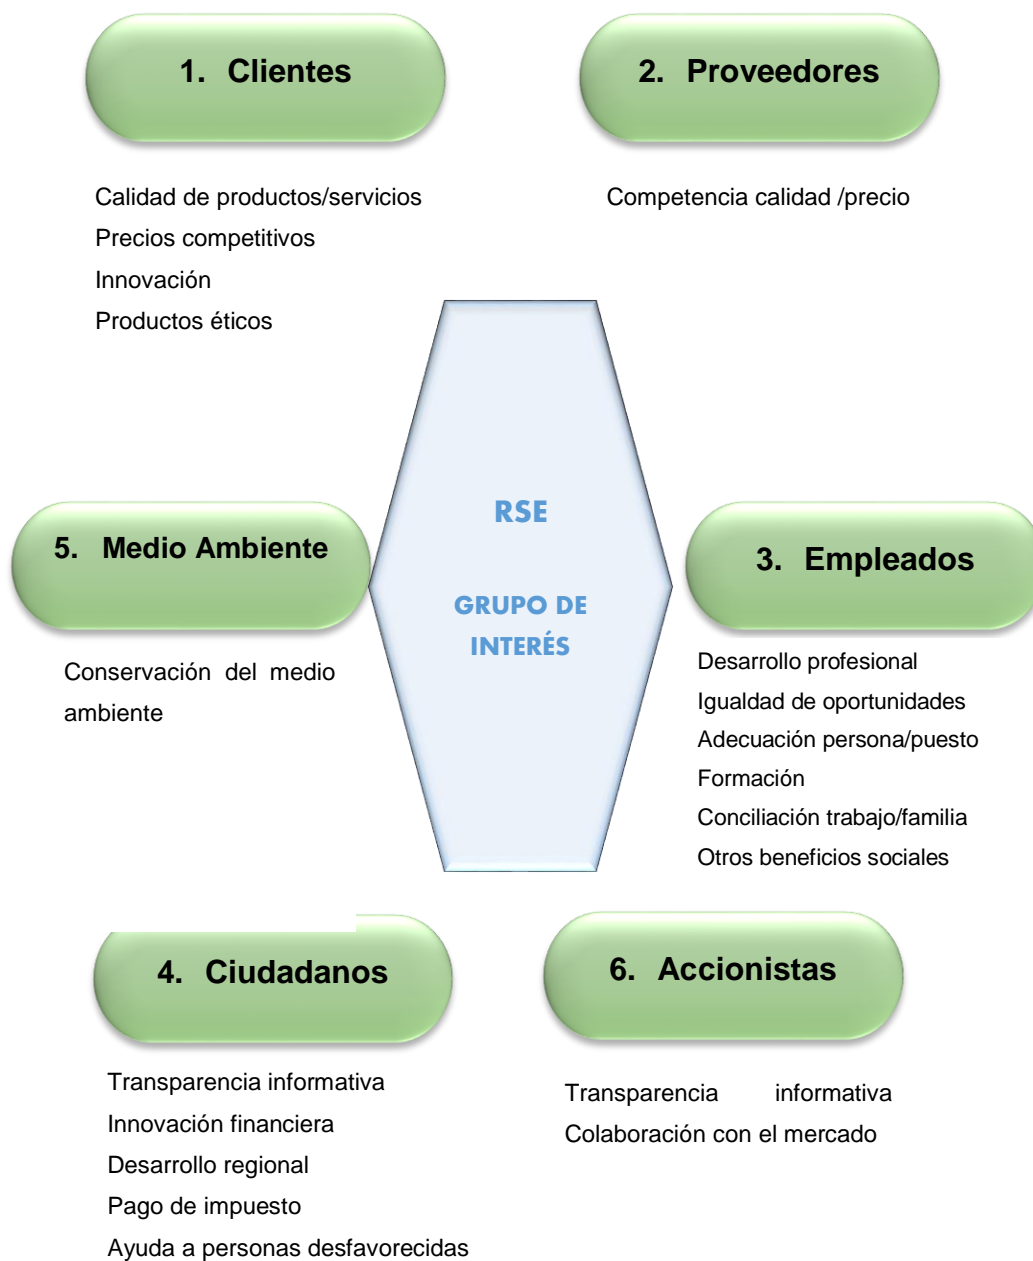 1. Clientes
2. Proveedores
Calidad de productos/servicios
Precios competitivos
Innovación
Productos éticos
Competencia calidad /precio
RSE
GRUPO DE
INTERÉS
5. Medio Ambiente
Conservación del medio
ambiente
3. Empleados
Desarrollo profesional
Igualdad de oportunidades
Adecuación persona/puesto
Formación
Conciliación trabajo/familia
Otros beneficios sociales
4. Ciudadanos
Transparencia informativa
Innovación financiera
Desarrollo regional
Pago de impuesto
Ayuda a personas desfavorecidas
6. Accionistas
Transparencia informativa
Colaboración con el mercado